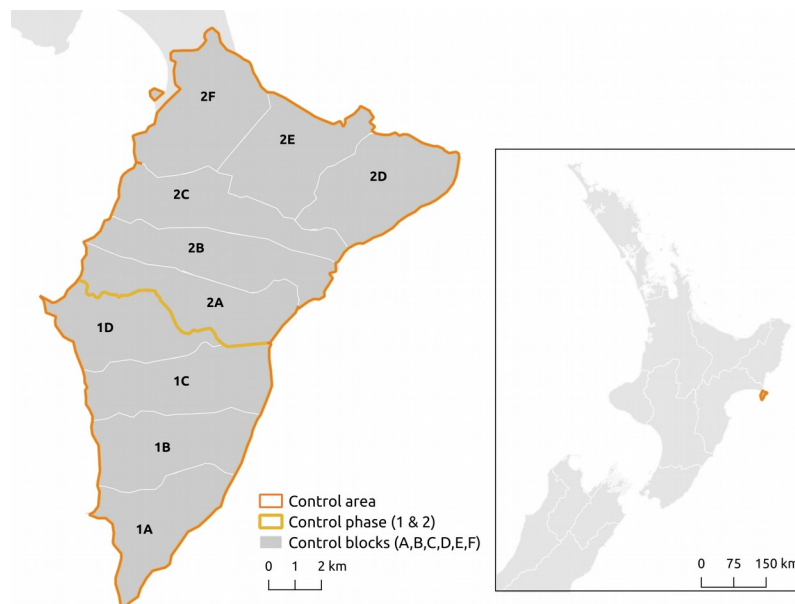 2F
2E
2D
2C
2B
2A
1D
1C
1B
1A
Control area
Control phase (1 & 2)
Control blocks (A,B,C,D,E,F)
0 1 2 km
0 75 150 km